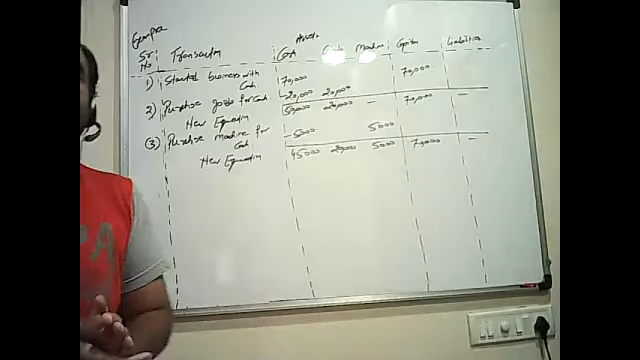 Example
Assets
Sr No Transaction Cash Goods Machine Capital Liabilities
1) Started business with Cash 70,000 70,000
2) Purchase goods for cash -20,000 20,000
New Equation 50,000 20,000 — 70,000 —
3) Purchase machine for Cash -5000 5000
New Equation 45000 20,000 5000 70,000 —
PA